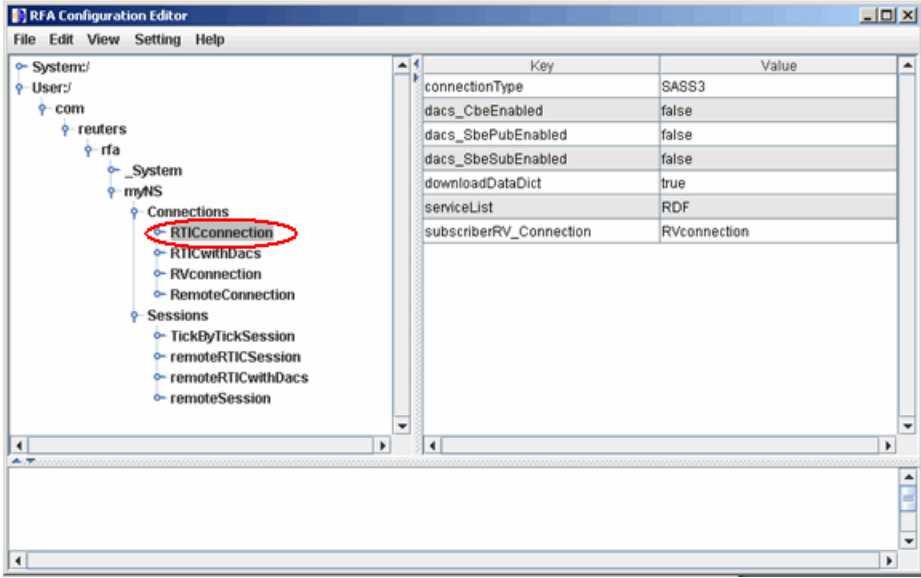 RFA Configuration Editor
File Edit View Setting Help
System:/
User:/
com
reuters
rfa
_System
myNS
Connections
RTICconnection
RTICwithDacs
RVconnection
RemoteConnection
Sessions
TickByTickSession
remoteRTICSession
remoteRTICwithDacs
remoteSession
Key Value
connectionType SASS3
dacs_CbeEnabled false
dacs_SbePubEnabled false
dacs_SbeSubEnabled false
downloadDataDict true
serviceList RDF
subscriberRV_Connection RVconnection